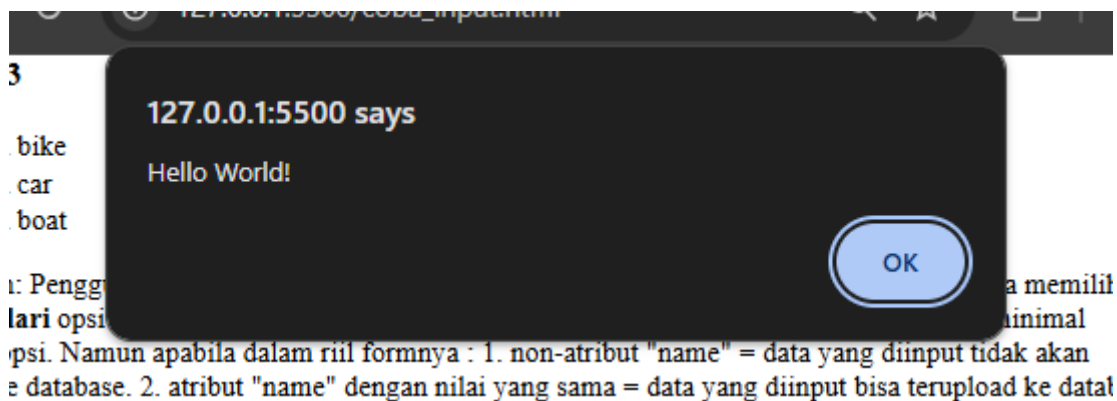 127.0.0.1:5500/coba_input.html
3
127.0.0.1:5500 says
bike
Hello World!
car
boat
OK
: Pengg a memilih
dari opsi inimal
opsi. Namun apabila dalam riil formnya : 1. non-atribut "name" = data yang diinput tidak akan
e database. 2. atribut "name" dengan nilai yang sama = data yang diinput bisa terupload ke datab